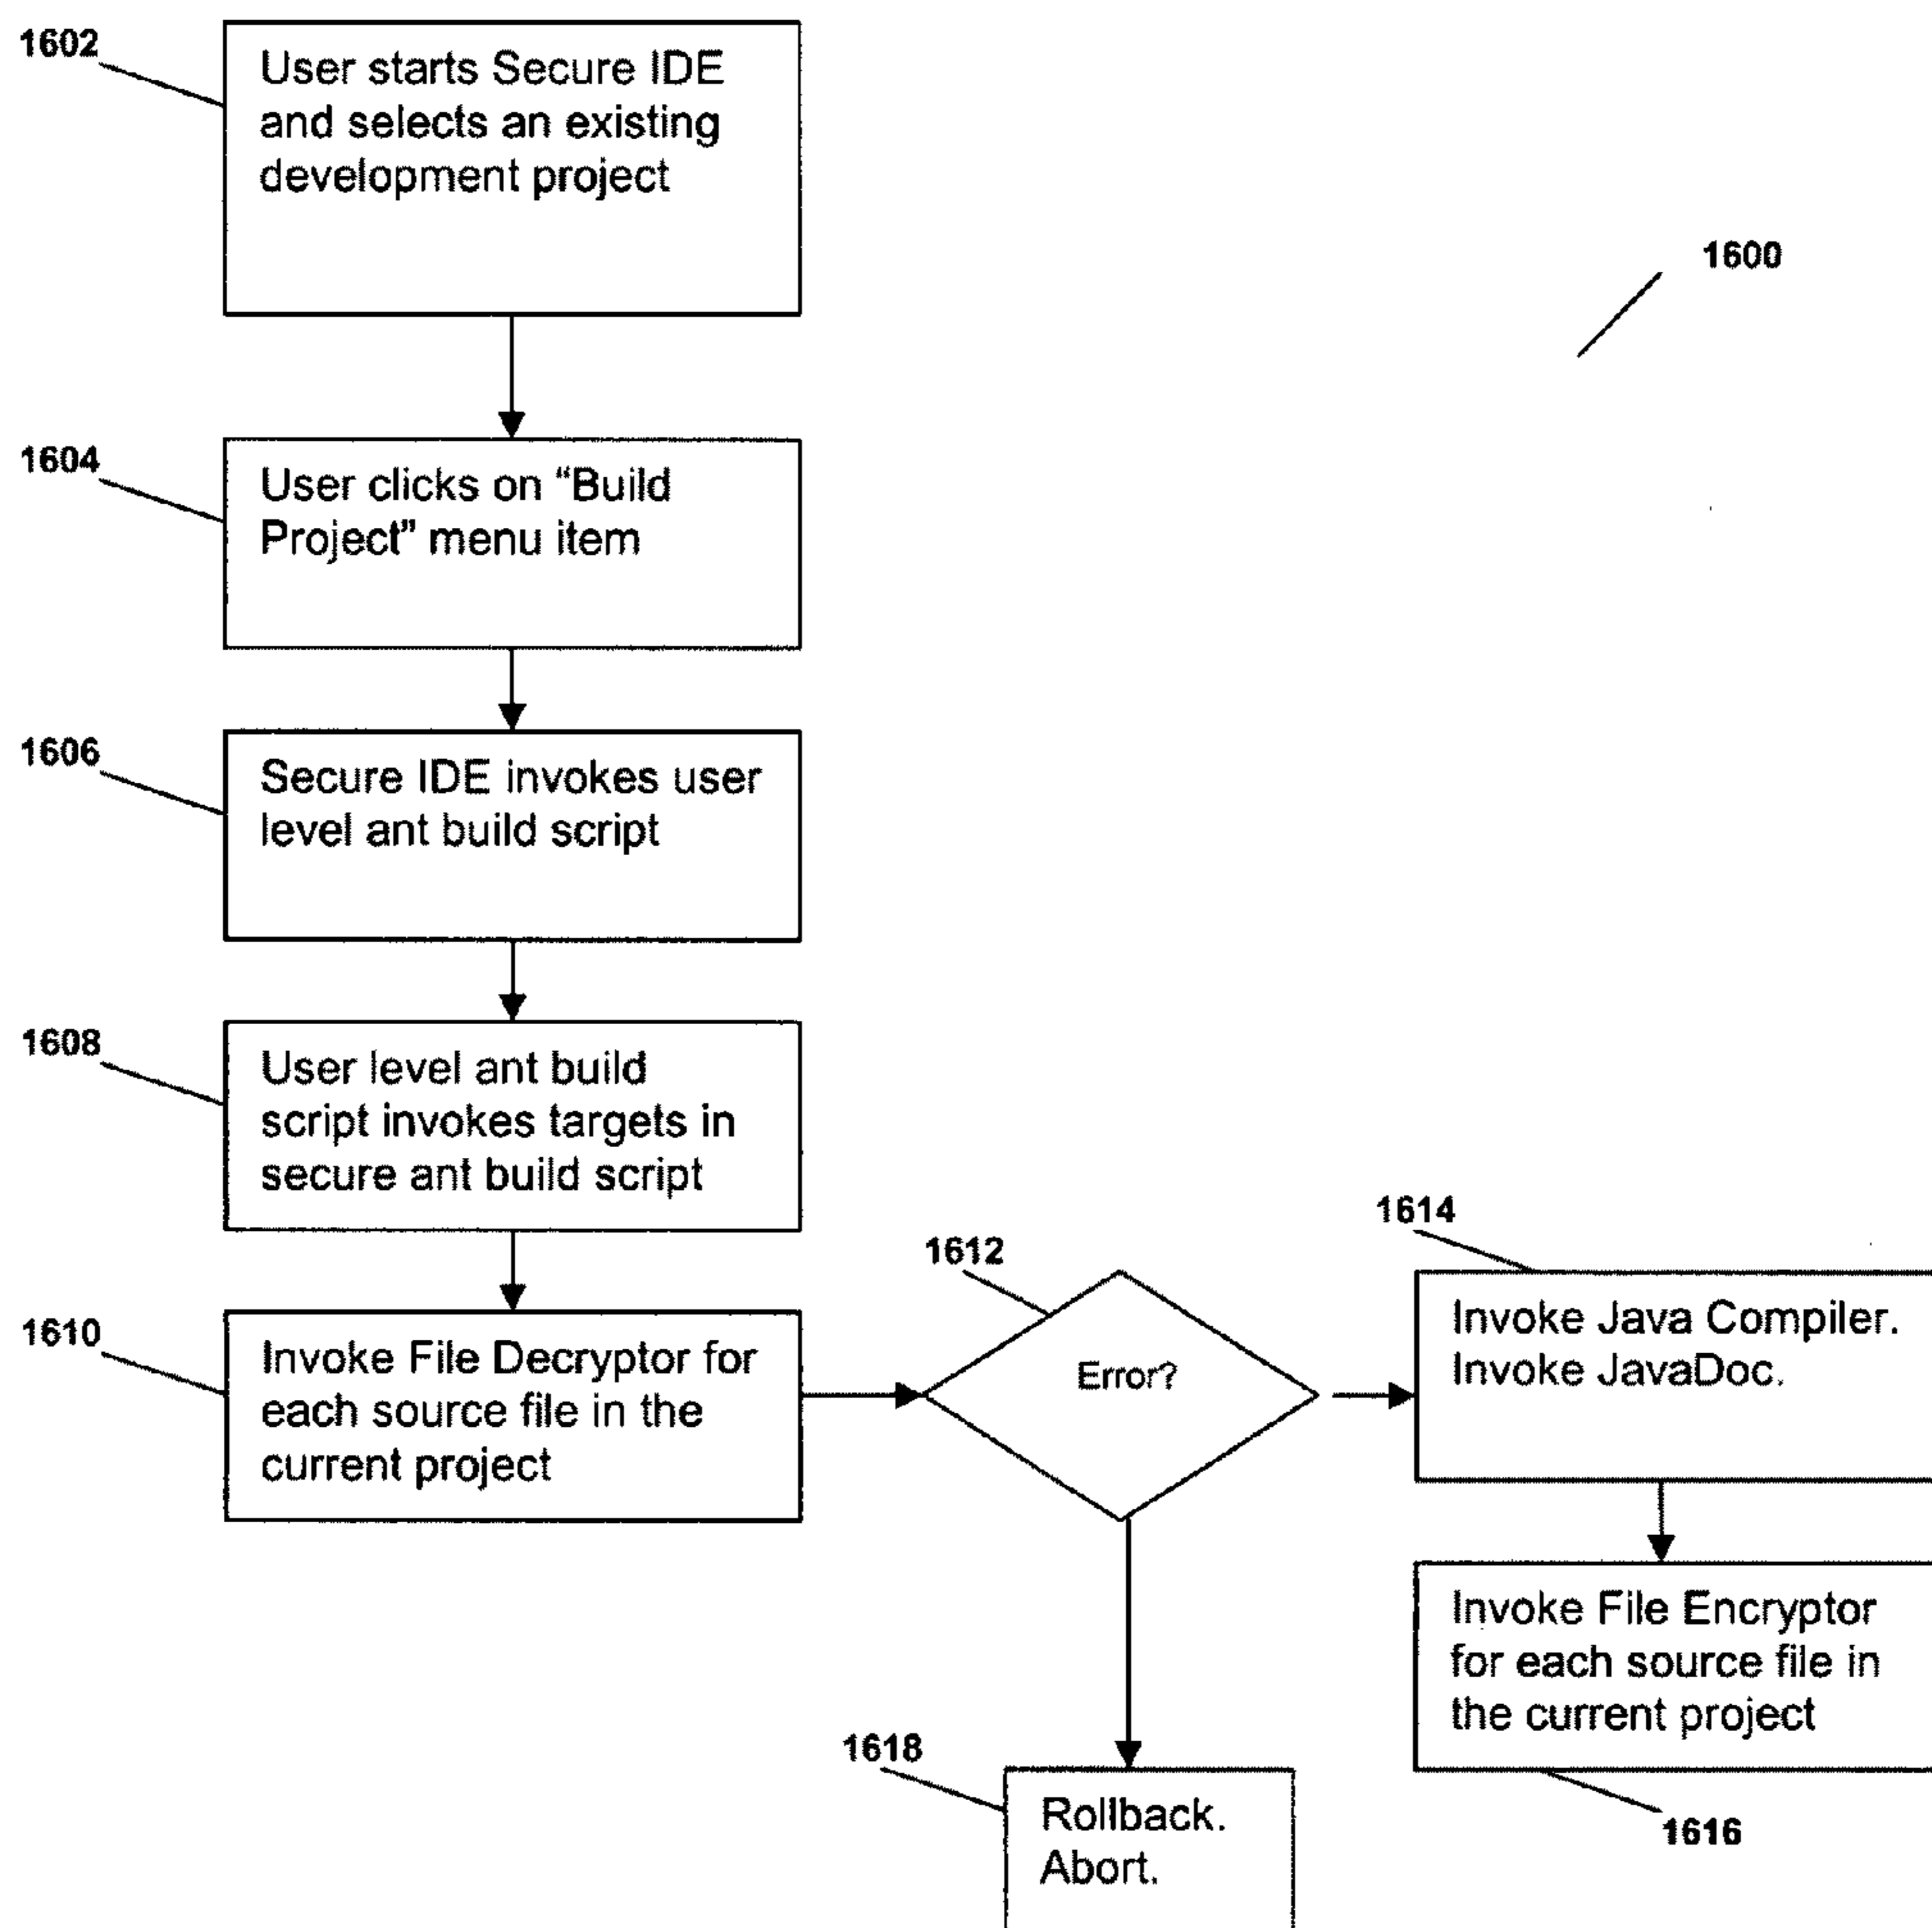 1602
User starts Secure IDE
and selects an existing
development project
1600
1604
User clicks on “Build
Project” menu item
1606
Secure IDE invokes user
level ant build script
1608
User level ant build
script invokes targets in
secure ant build script
1610
Invoke File Decryptor for
each source file in the
current project
1612
Error?
1614
Invoke Java Compiler.
Invoke JavaDoc.
Invoke File Encryptor
for each source file in
the current project
1616
1618
Rollback.
Abort.